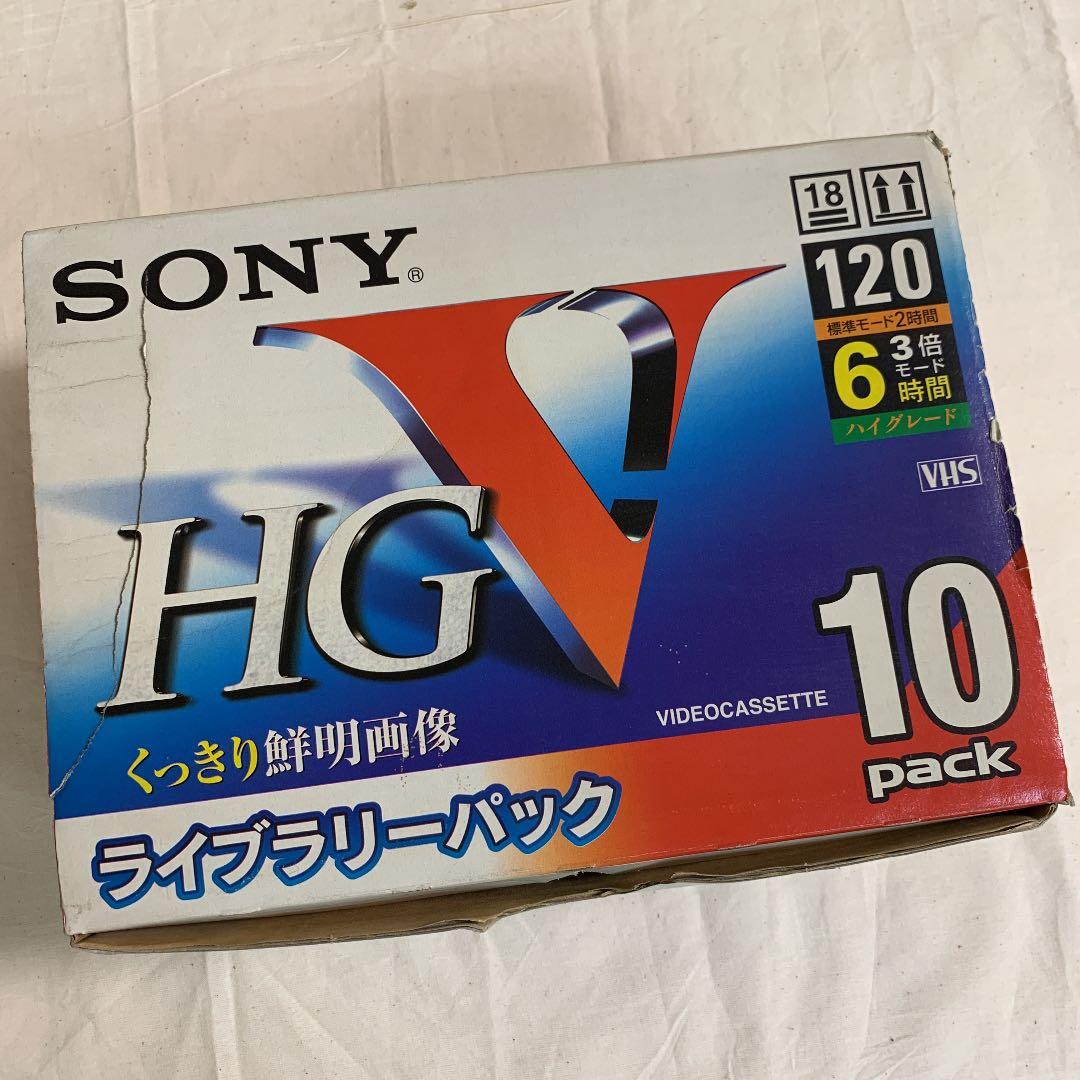 SONY®
18
120
標準モード2時間
6 3倍モード時間
ハイグレード
VHS
HG V
くっきり鮮明画像
VIDEOCASSETTE
10
pack
ライブラリーパック